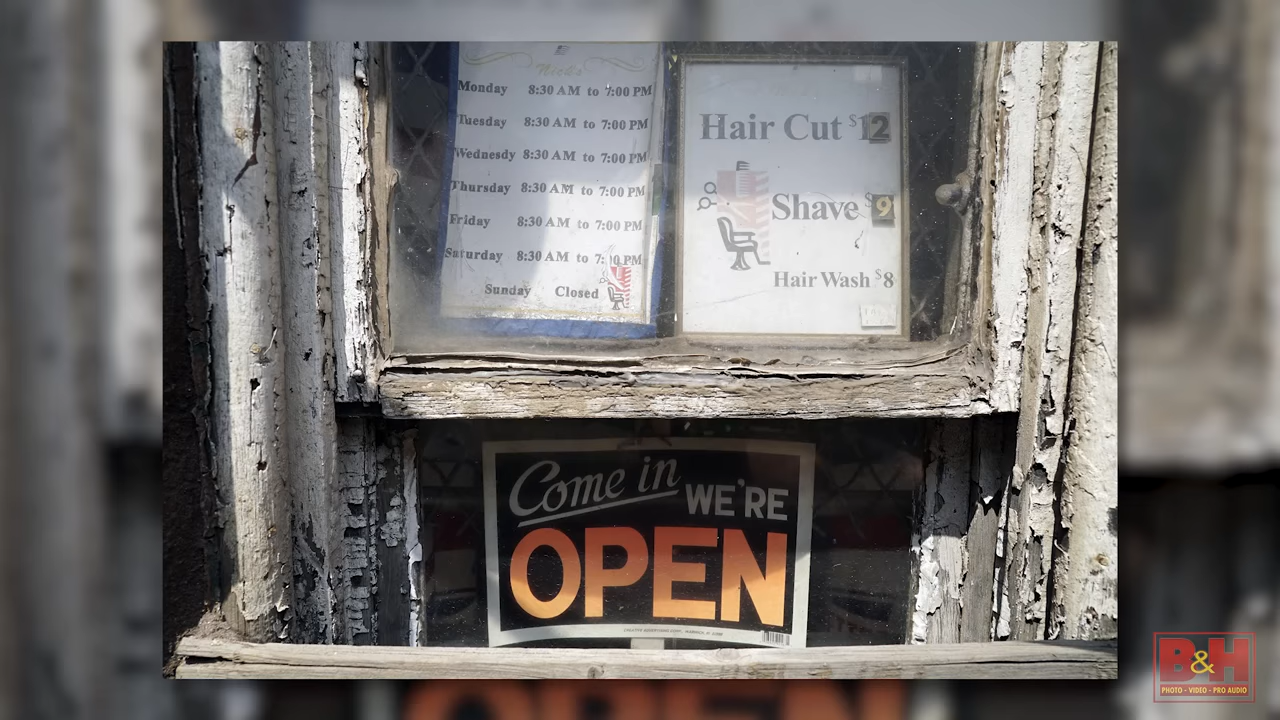 Nick's
Monday 8:30 AM to 7:00 PM
Tuesday 8:30 AM to 7:00 PM
Wednesdy 8:30 AM to 7:00 PM
Thursday 8:30 AM to 7:00 PM
Friday 8:30 AM to 7:00 PM
Saturday 8:30 AM to 7:00 PM
Sunday Closed
Hair Cut $12
Shave $9
Hair Wash $8
Come in WE'RE
OPEN
B&H
PHOTO - VIDEO - PRO AUDIO